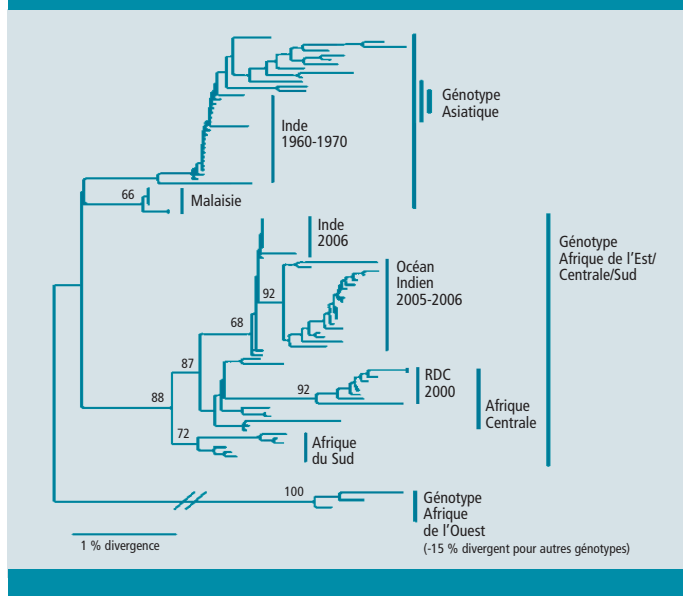 Génotype
Asiatique
Inde
1960-1970
66
Malaisie
Inde
2006
Génotype
Afrique de l'Est/
Centrale/Sud
Océan
Indien
2005-2006
92
68
87
RDC
2000
92
88
Afrique
Centrale
72
Afrique
du Sud
100
Génotype
Afrique
de l'Ouest
(-15 % divergent pour autres génotypes)
1 % divergence